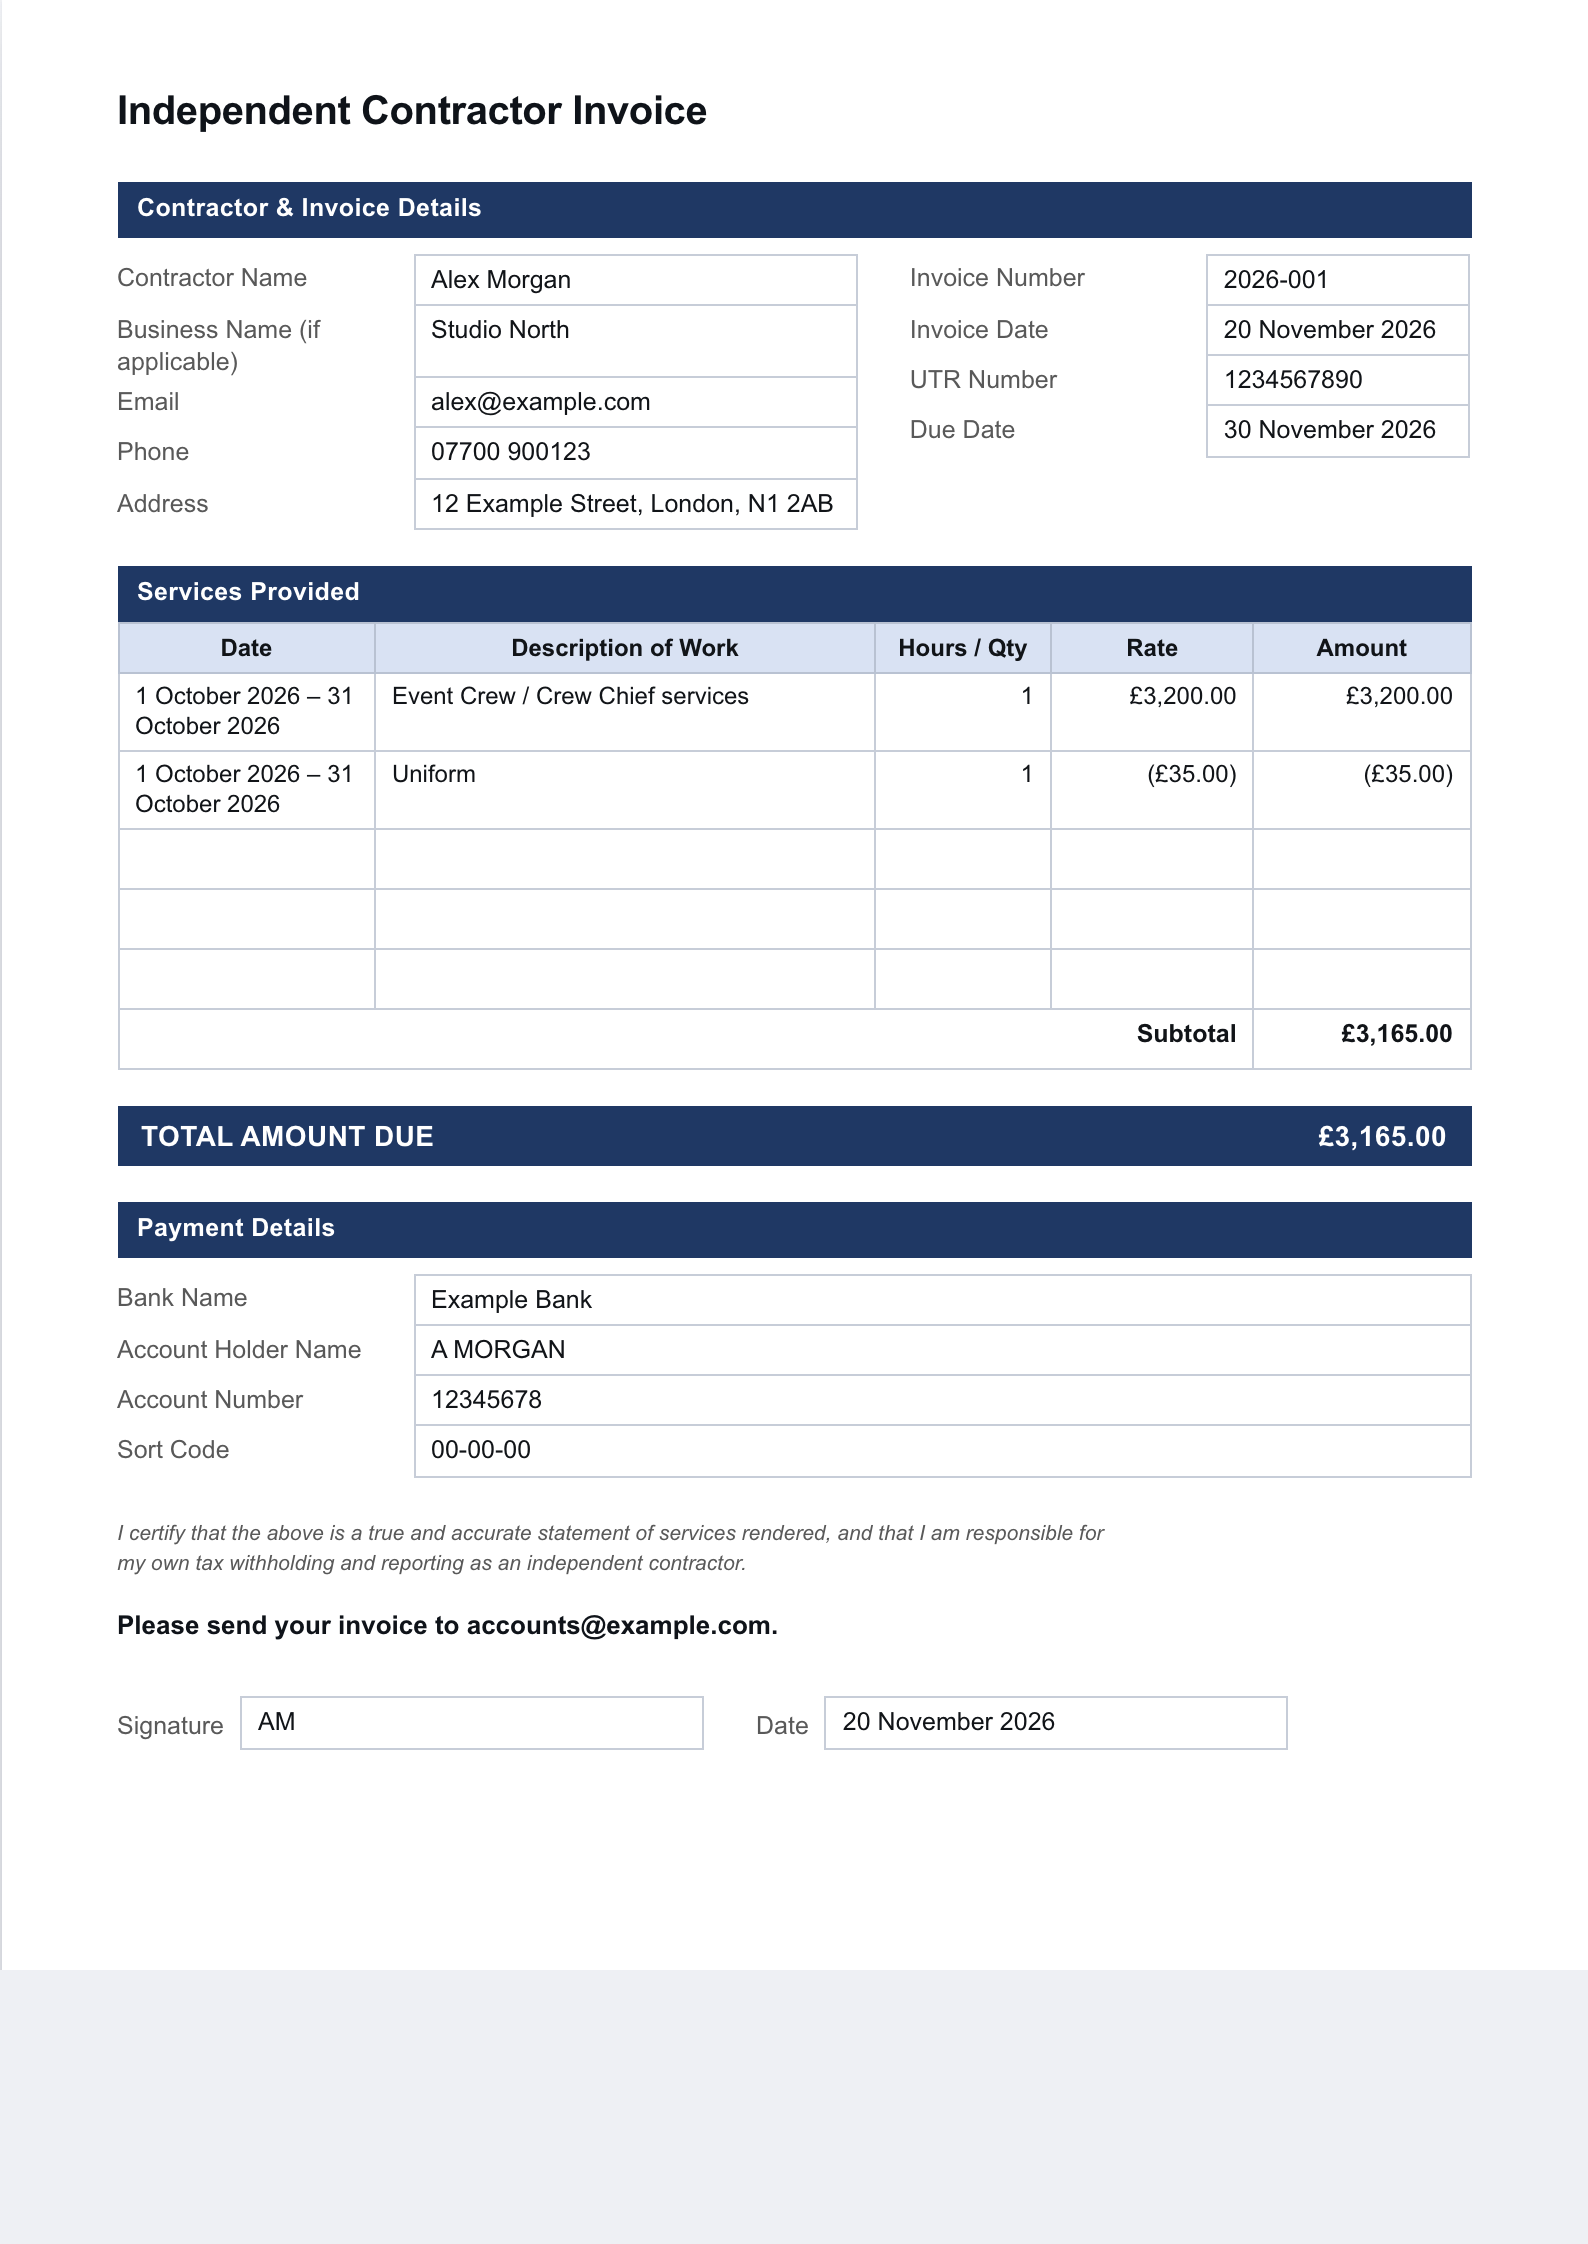 Independent Contractor Invoice
Contractor & Invoice Details
Contractor Name
Alex Morgan
Business Name (if
applicable)
Studio North
Email
alex@example.com
Phone
07700 900123
Address
12 Example Street, London, N1 2AB
Invoice Number
2026-001
Invoice Date
20 November 2026
UTR Number
1234567890
Due Date
30 November 2026
Services Provided
Date Description of Work Hours / Qty Rate Amount
1 October 2026 – 31
October 2026
Event Crew / Crew Chief services 1 £3,200.00 £3,200.00
1 October 2026 – 31
October 2026
Uniform 1 (£35.00) (£35.00)
Subtotal £3,165.00
TOTAL AMOUNT DUE £3,165.00
Payment Details
Bank Name Example Bank
Account Holder Name A MORGAN
Account Number 12345678
Sort Code 00-00-00
I certify that the above is a true and accurate statement of services rendered, and that I am responsible for
my own tax withholding and reporting as an independent contractor.
Please send your invoice to accounts@example.com.
Signature AM Date 20 November 2026